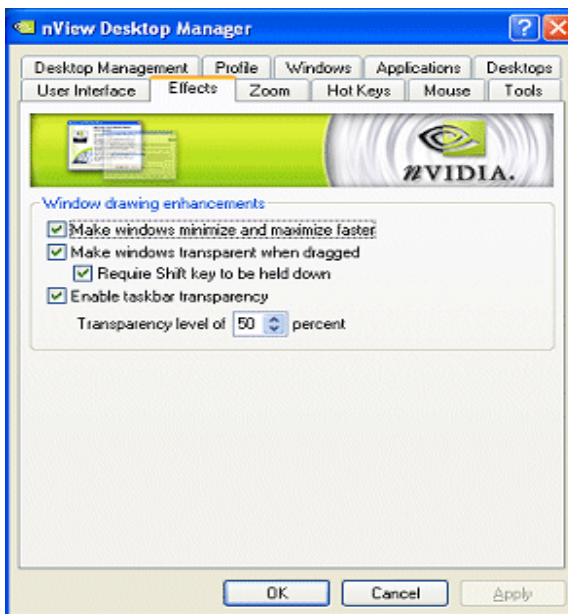 nView Desktop Manager
Desktop Management Profile Windows Applications Desktops
User Interface Effects Zoom Hot Keys Mouse Tools
nVIDIA.
Window drawing enhancements
Make windows minimize and maximize faster
Make windows transparent when dragged
Require Shift key to be held down
Enable taskbar transparency
Transparency level of 50 percent
OK Cancel Apply